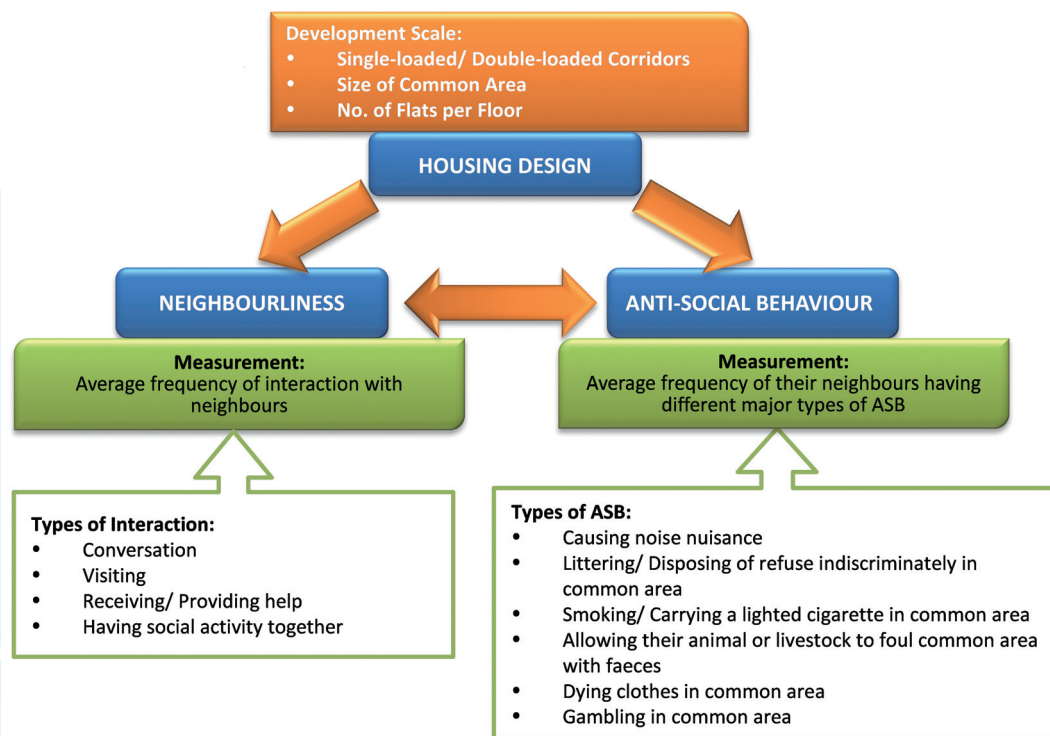 Development Scale:
• Single-loaded/ Double-loaded Corridors
• Size of Common Area
• No. of Flats per Floor
HOUSING DESIGN
NEIGHBOURLINESS
ANTI-SOCIAL BEHAVIOUR
Measurement:
Average frequency of interaction with
neighbours
Measurement:
Average frequency of their neighbours having
different major types of ASB
Types of Interaction:
• Conversation
• Visiting
• Receiving/ Providing help
• Having social activity together
Types of ASB:
• Causing noise nuisance
• Littering/ Disposing of refuse indiscriminately in
common area
• Smoking/ Carrying a lighted cigarette in common area
• Allowing their animal or livestock to foul common area
with faeces
• Dying clothes in common area
• Gambling in common area